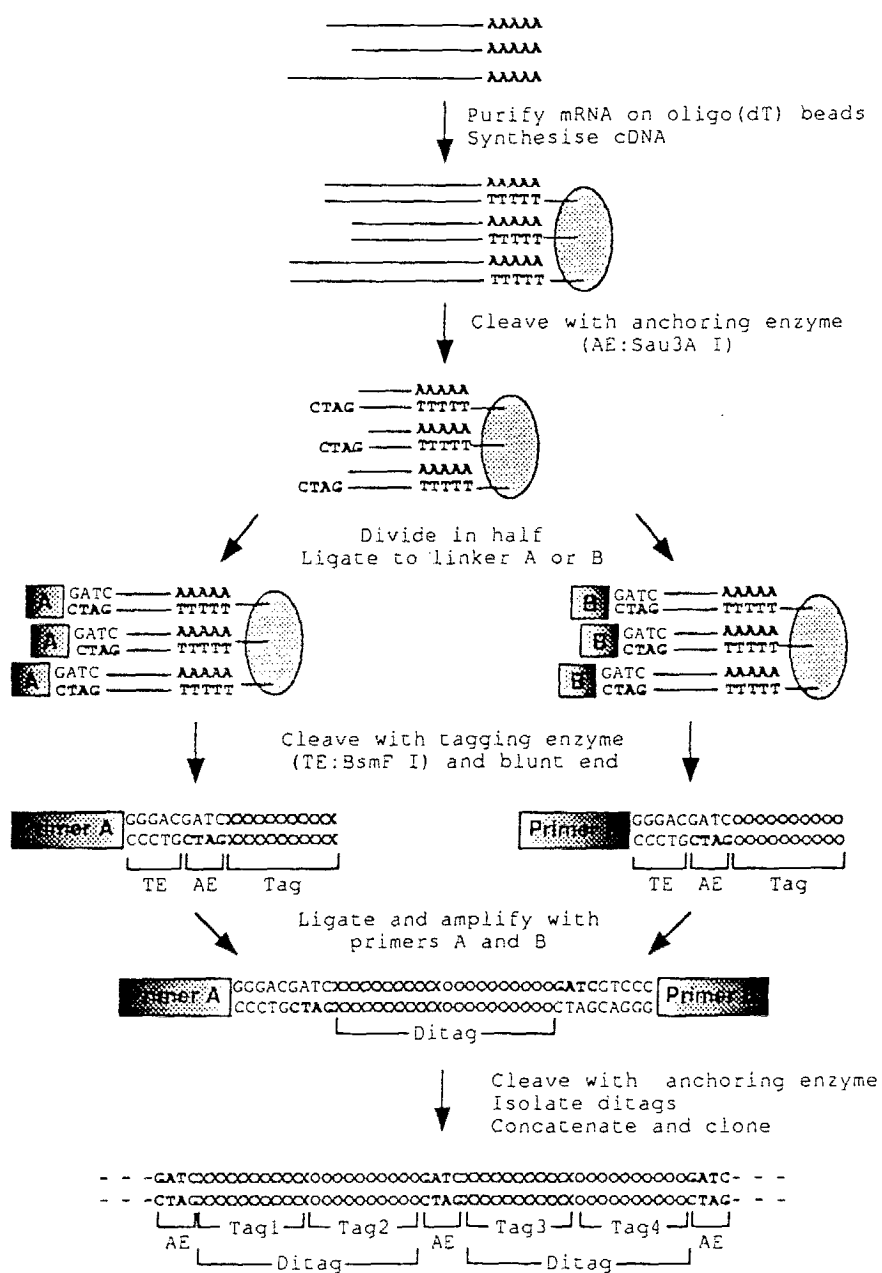 AAAAA
AAAAA
AAAAA
Purify mRNA on oligo(dT) beads
Synthesise cDNA
AAAAA
TTTTT
AAAAA
TTTTT
AAAAA
TTTTT
Cleave with anchoring enzyme
(AE:Sau3A I)
AAAAA
CTAG TTTTT
AAAAA
CTAG TTTTT
AAAAA
CTAG TTTTT
Divide in half
Ligate to linker A or B
A GATC AAAAA
CTAG TTTTT
A GATC AAAAA
CTAG TTTTT
A GATC AAAAA
CTAG TTTTT
B GATC AAAAA
CTAG TTTTT
B GATC AAAAA
CTAG TTTTT
B GATC AAAAA
CTAG TTTTT
Cleave with tagging enzyme
(TE:BsmF I) and blunt end
Primer A GGGACGATCXXXXXXXXXX
CCCTGCTAGXXXXXXXXXX
TE AE Tag
Primer GGGACGATCOOOOOOOOOO
CCCTGCTAGOOOOOOOOOO
TE AE Tag
Ligate and amplify with
primers A and B
Primer A GGGACGATCXXXXXXXXXXOOOOOOOOOOGATCGTCCC Primer
CCCTGCTAGXXXXXXXXXXOOOOOOOOOOCTAGCAGGG
Ditag
Cleave with anchoring enzyme
Isolate ditags
Concatenate and clone
- - -GATCXXXXXXXXXXOOOOOOOOOOGATCXXXXXXXXXXOOOOOOOOOOGATC- - -
- - -CTAGXXXXXXXXXXOOOOOOOOOOCTAGXXXXXXXXXXOOOOOOOOOOCTAG- - -
AE Tag1 Tag2 AE Tag3 Tag4 AE
Ditag Ditag